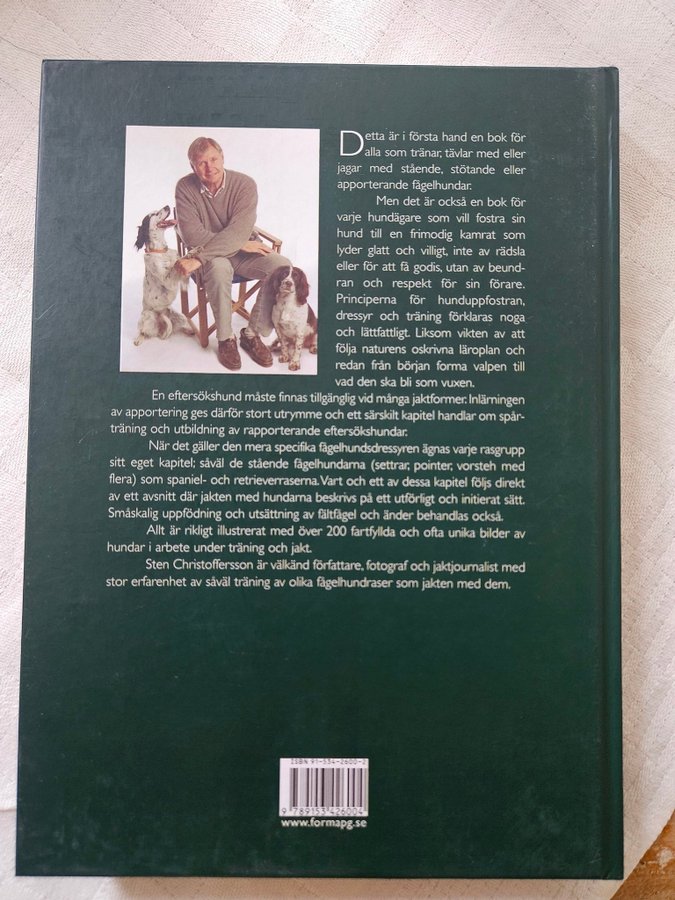 Detta är i första hand en bok för
alla som tränar, tävlar med eller
jagar med stående, stötande eller
apporterande fågelhundar.
Men det är också en bok för
varje hundägare som vill fostra sin
hund till en frimodig kamrat som
lyder glatt och villigt, inte av rädsla
eller för att få godis, utan av beund-
ran och respekt för sin förare.
Principerna för hunduppfostran,
dressyr och träning förklaras noga
och lättfattligt. Liksom vikten av att
följa naturens oskrivna läroplan och
redan från början forma valpen till
vad den ska bli som vuxen.
En eftersökshund måste finnas tillgänglig vid många jaktformer. Inlärningen
av apportering ges därför stort utrymme och ett särskilt kapitel handlar om spår-
träning och utbildning av rapporterande eftersökshundar.
När det gäller den mera specifika fågelhundsdressyren ägnas varje rasgrupp
sitt eget kapitel; såväl de stående fågelhundarna (settrar, pointer, vorsteh med
flera) som spaniel- och retrieverraserna. Vart och ett av dessa kapitel följs direkt
av ett avsnitt där jakten med hundarna beskrivs på ett utförligt och initierat sätt.
Småskalig uppfödning och utsättning av fältfågel och änder behandlas också.
Allt är rikligt illustrerat med över 200 fartfyllda och ofta unika bilder av
hundar i arbete under träning och jakt.
Sten Christoffersson är välkänd författare, fotograf och jaktjournalist med
stor erfarenhet av såväl träning av olika fågelhundraser som jakten med dem.
ISBN 91-534-2600-2
9 789153 426004
www.formapg.se